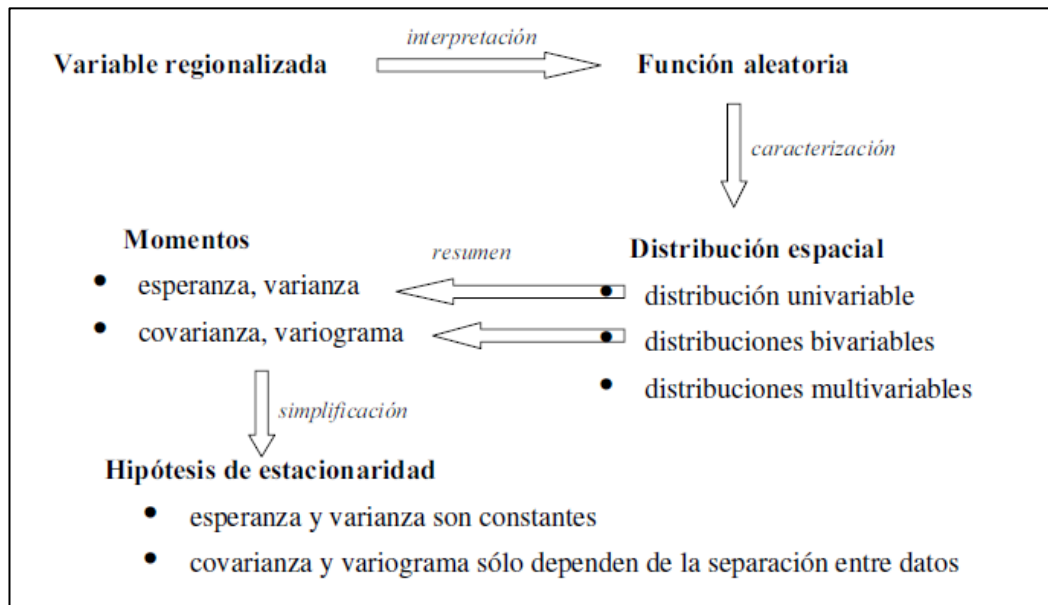 interpretación
Variable regionalizada
Función aleatoria
caracterización
Momentos
• esperanza, varianza
• covarianza, variograma
resumen
Distribución espacial
• distribución univariable
• distribuciones bivariables
• distribuciones multivariables
simplificación
Hipótesis de estacionaridad
• esperanza y varianza son constantes
• covarianza y variograma sólo dependen de la separación entre datos